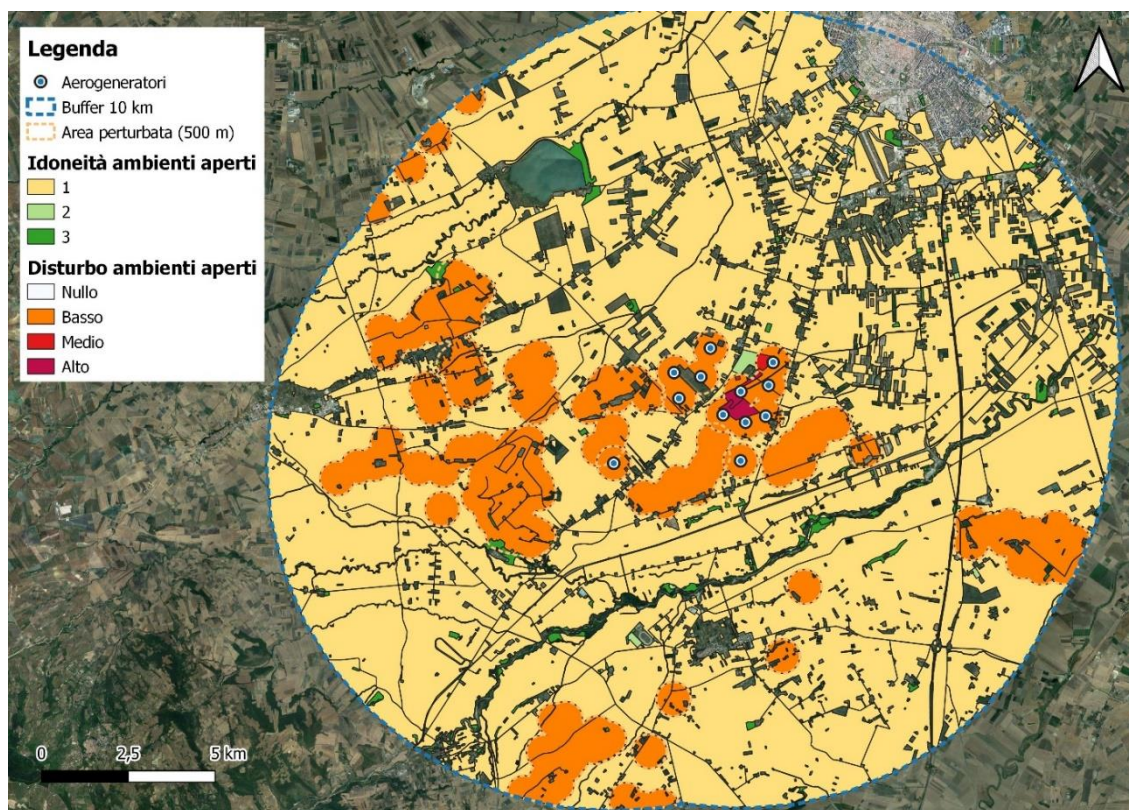 Legenda
Aerogeneratori
Buffer 10 km
Area perturbata (500 m)
Idoneità ambienti aperti
1
2
3
Disturbo ambienti aperti
Nullo
Basso
Medio
Alto
0 2,5 5 km